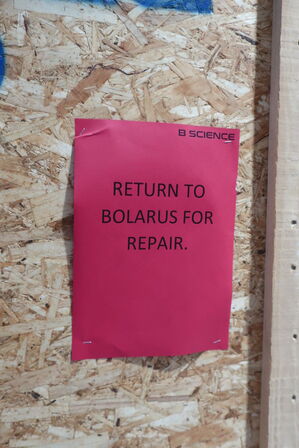 B SCIENCE
RETURN TO
BOLARUS FOR
REPAIR.